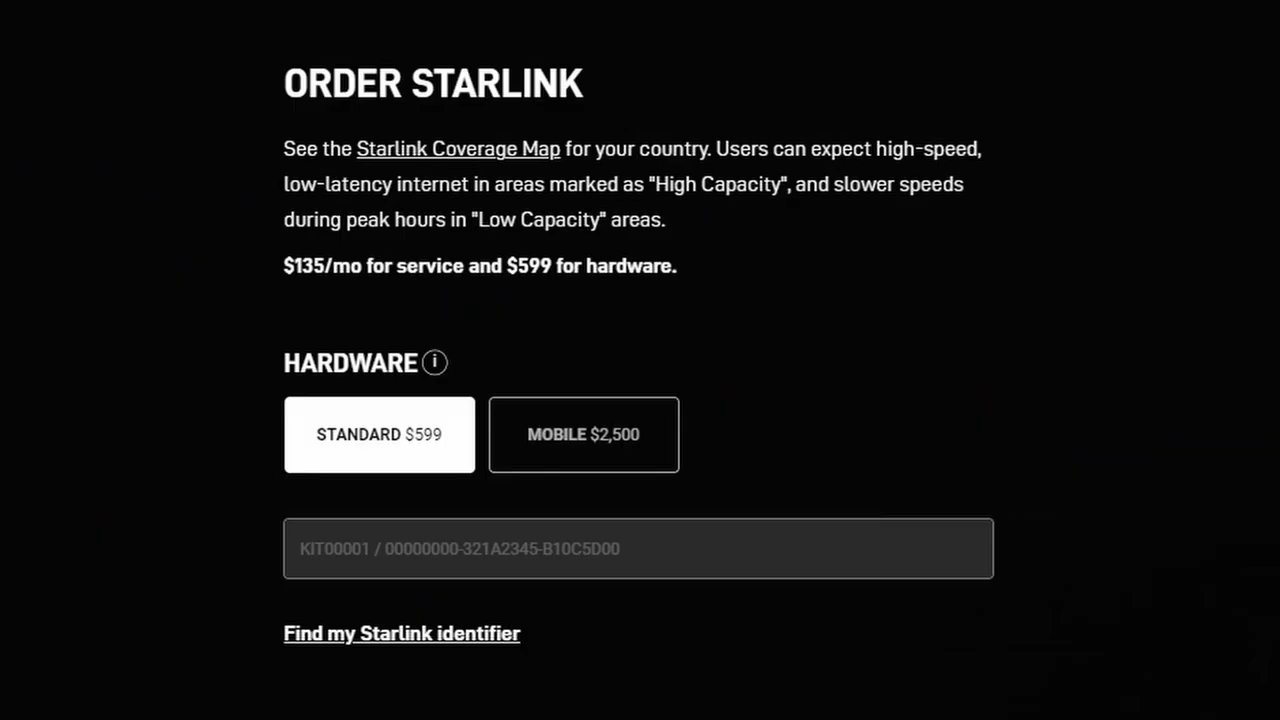 ORDER STARLINK
See the Starlink Coverage Map for your country. Users can expect high-speed,
low-latency internet in areas marked as "High Capacity", and slower speeds
during peak hours in "Low Capacity" areas.
$135/mo for service and $599 for hardware.
HARDWARE i
STANDARD $599
MOBILE $2,500
KIT00001 / 00000000-321A2345-B10C5D00
Find my Starlink identifier